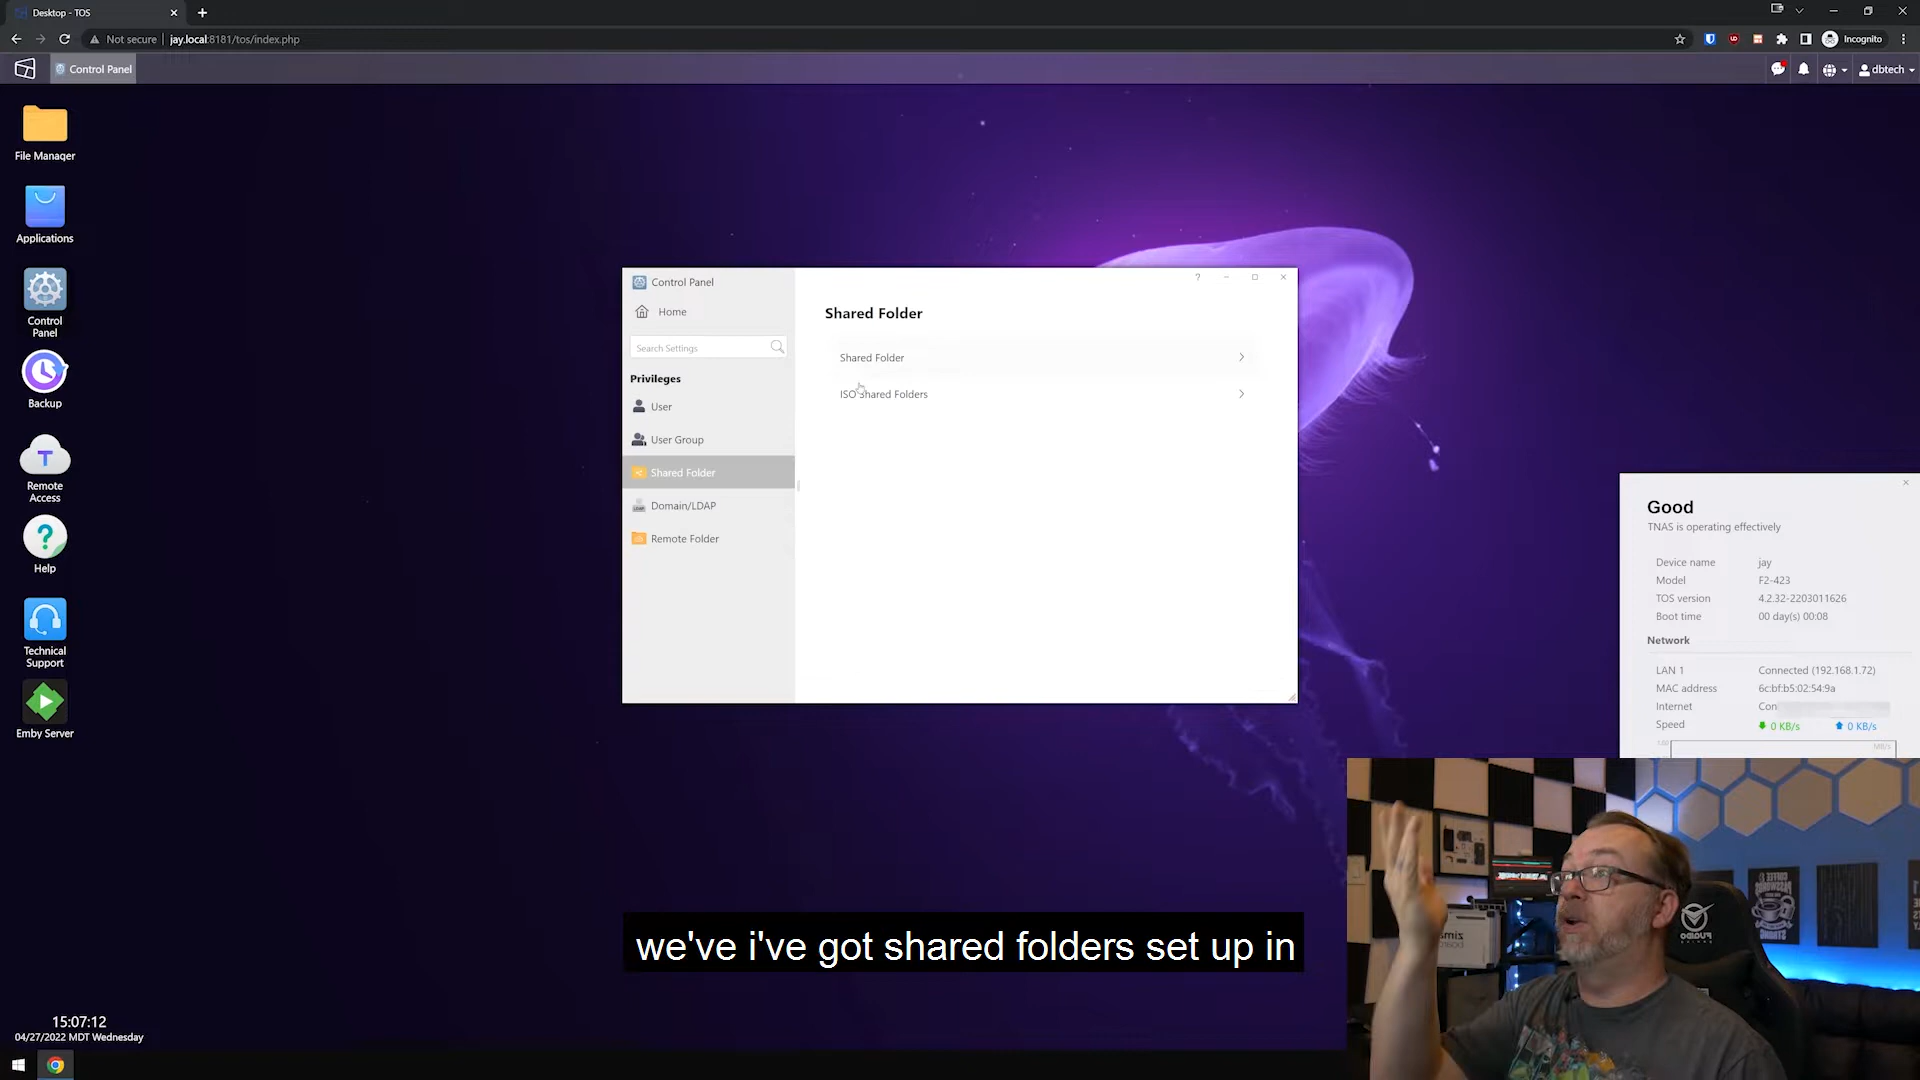 Desktop - TOS
Not secure
jay.local:8181/tos/index.php
Incognito
Control Panel
dbtech
File Manager
Applications
Control
Panel
Backup
T
Remote
Access
?
Help
Technical
Support
Emby Server
Control Panel
Home
Search Settings
Privileges
User
User Group
Shared Folder
Domain/LDAP
Remote Folder
?
Shared Folder
Shared Folder
ISO Shared Folders
Good
TNAS is operating effectively
Device name jay
Model F2-423
TOS version 4.2.32-2203011626
Boot time 00 day(s) 00:08
Network
LAN 1 Connected (192.168.1.72)
MAC address 6c:bf:b5:02:54:9a
Internet Con
Speed 0 KB/s 0 KB/s
MB/s
we've i've got shared folders set up in
15:07:12
04/27/2022 MDT Wednesday
COFFEE
PASSWORDS
STRONG